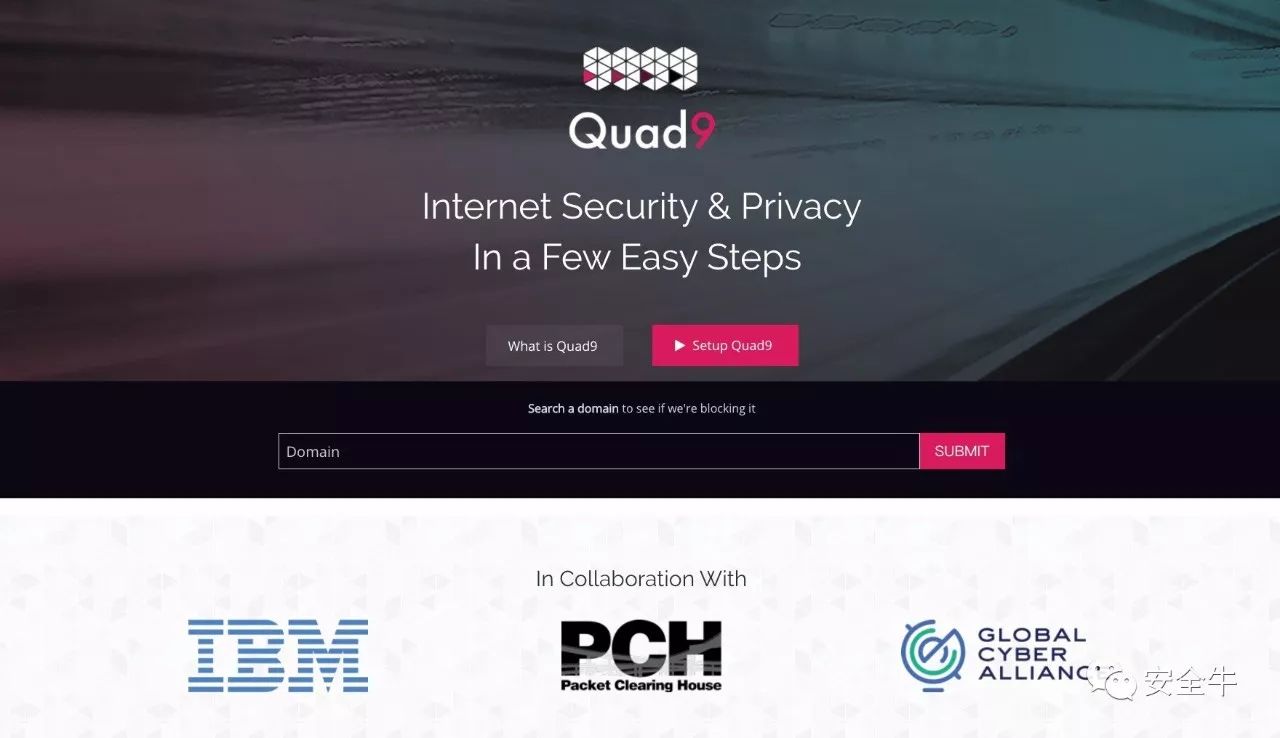 Quad9
Internet Security & Privacy
In a Few Easy Steps
What is Quad9
Setup Quad9
Search a domain to see if we're blocking it
Domain
SUBMIT
In Collaboration With
IBM
PCH
Packet Clearing House
GLOBAL
CYBER
ALLIANC
安全牛